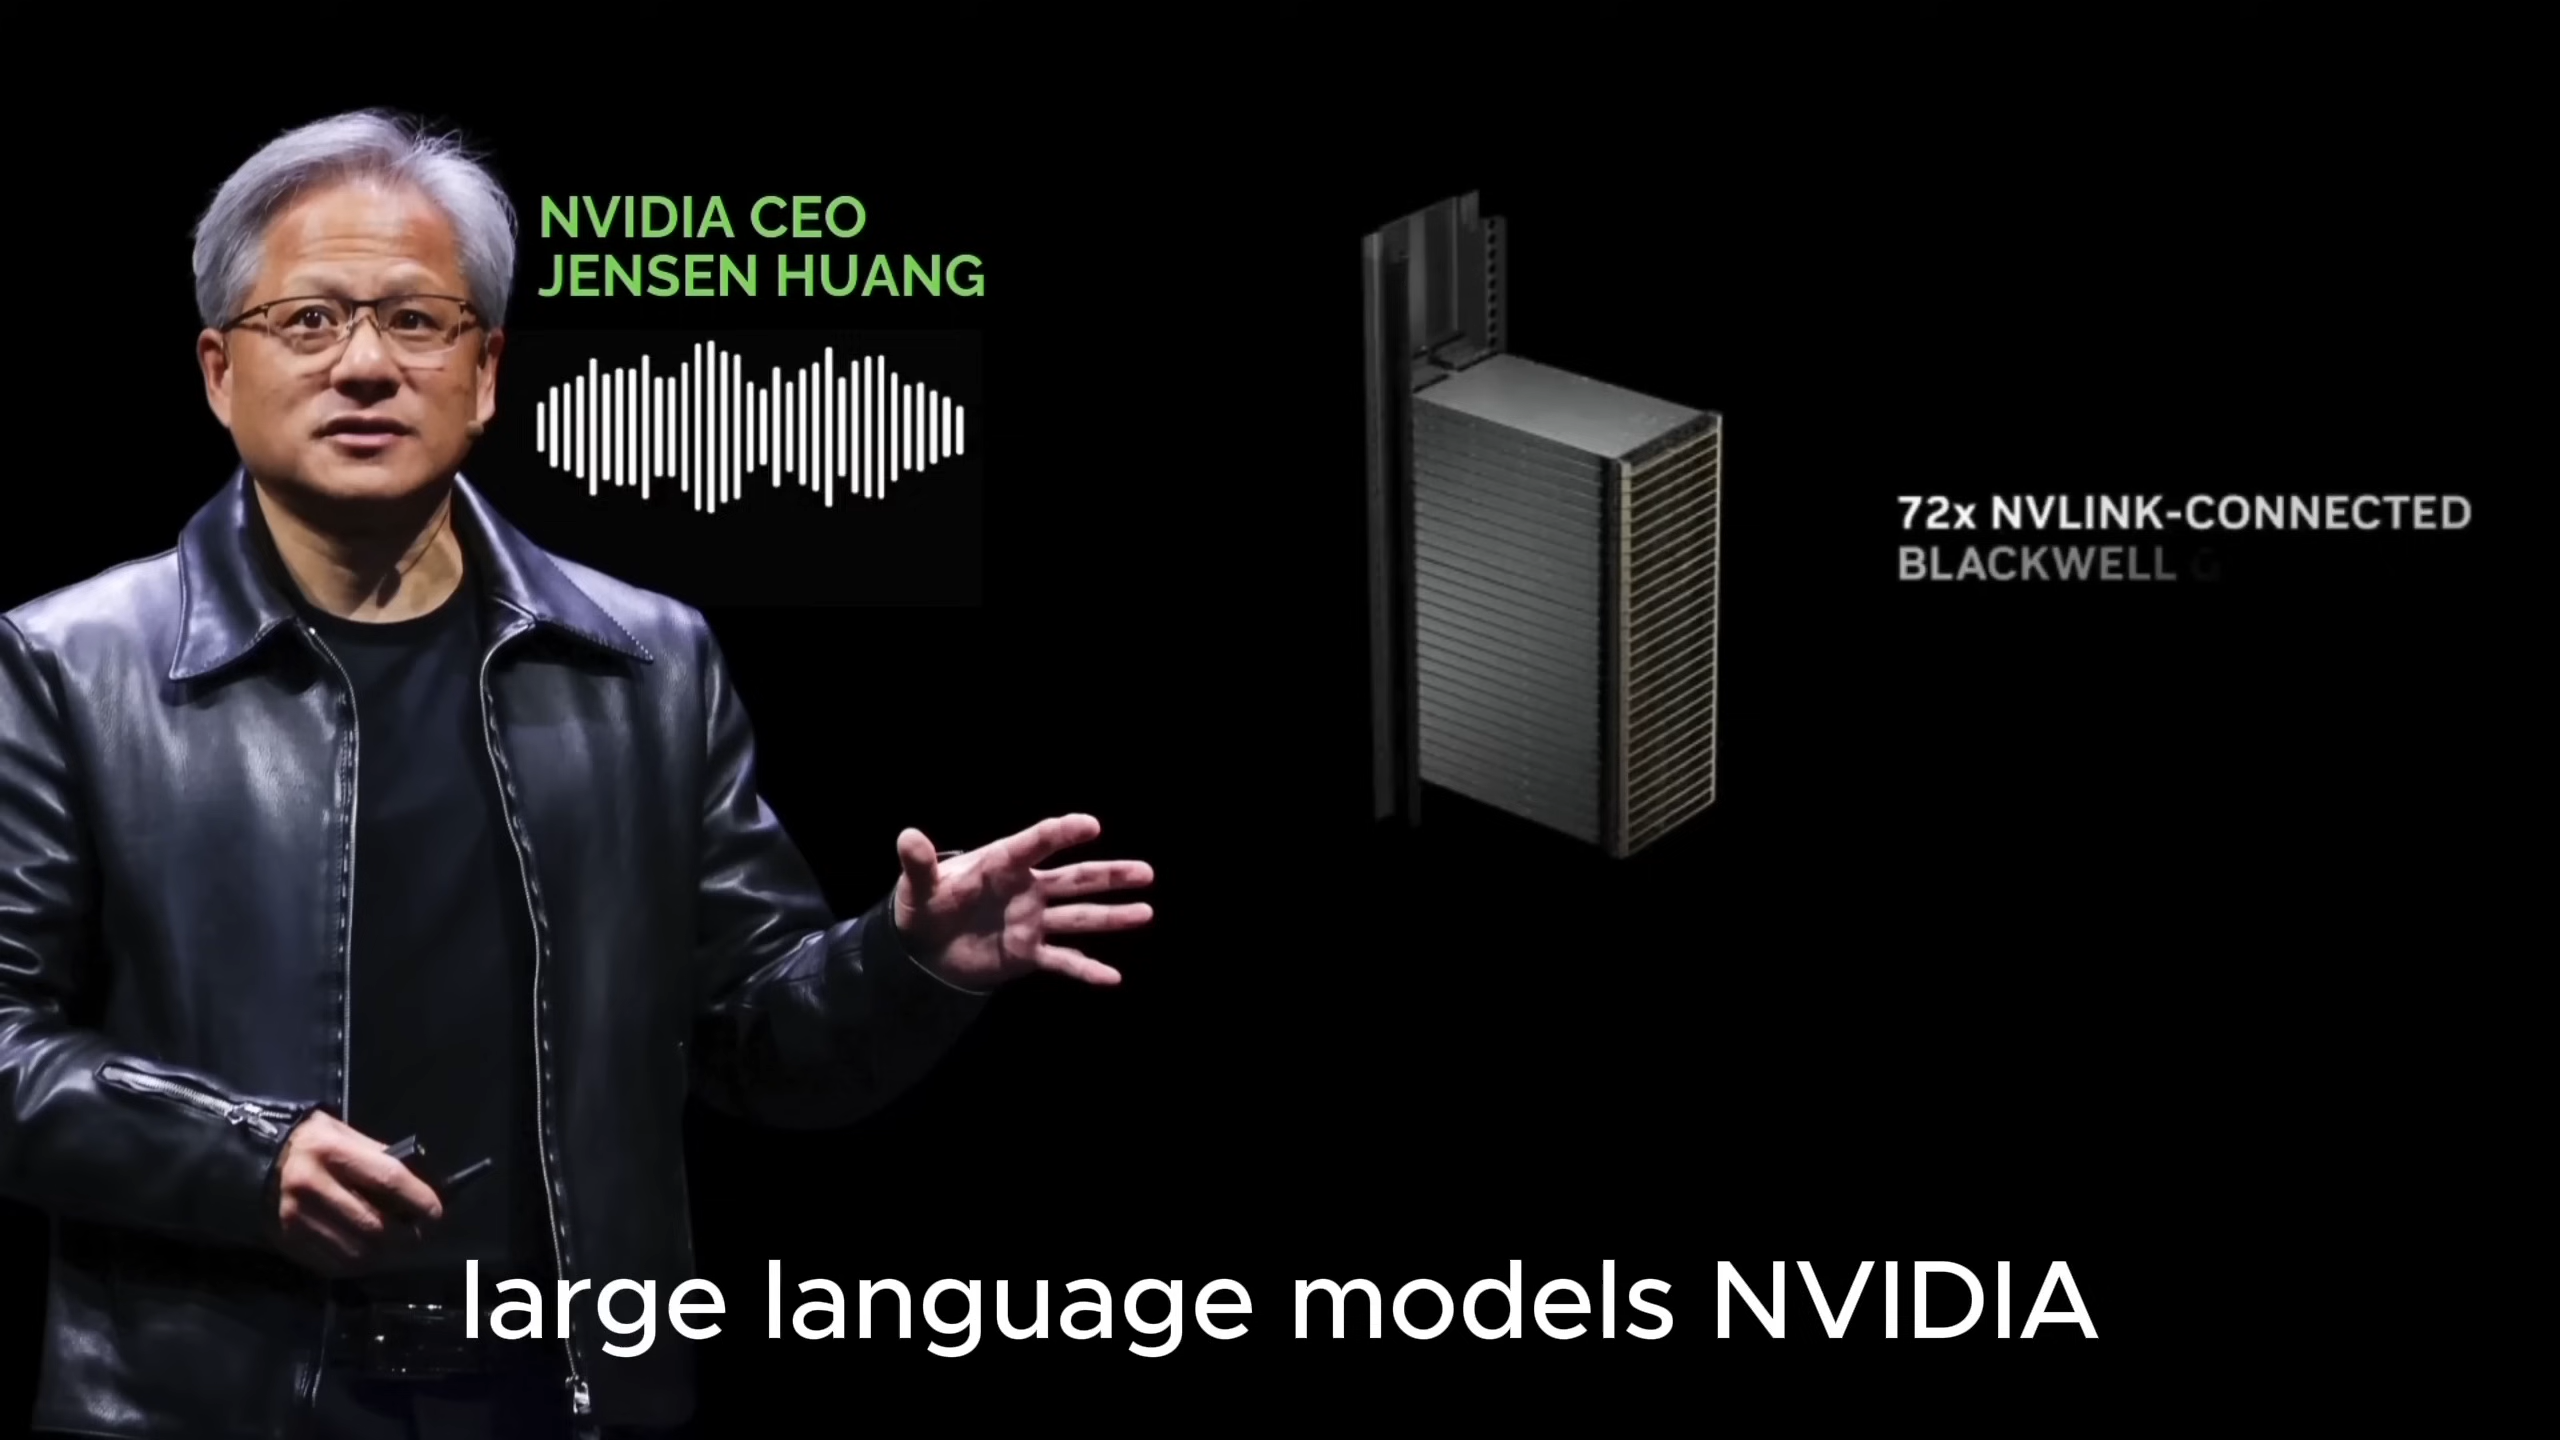 NVIDIA CEO
JENSEN HUANG
72x NVLINK-CONNECTED
BLACKWELL G
large language models NVIDIA